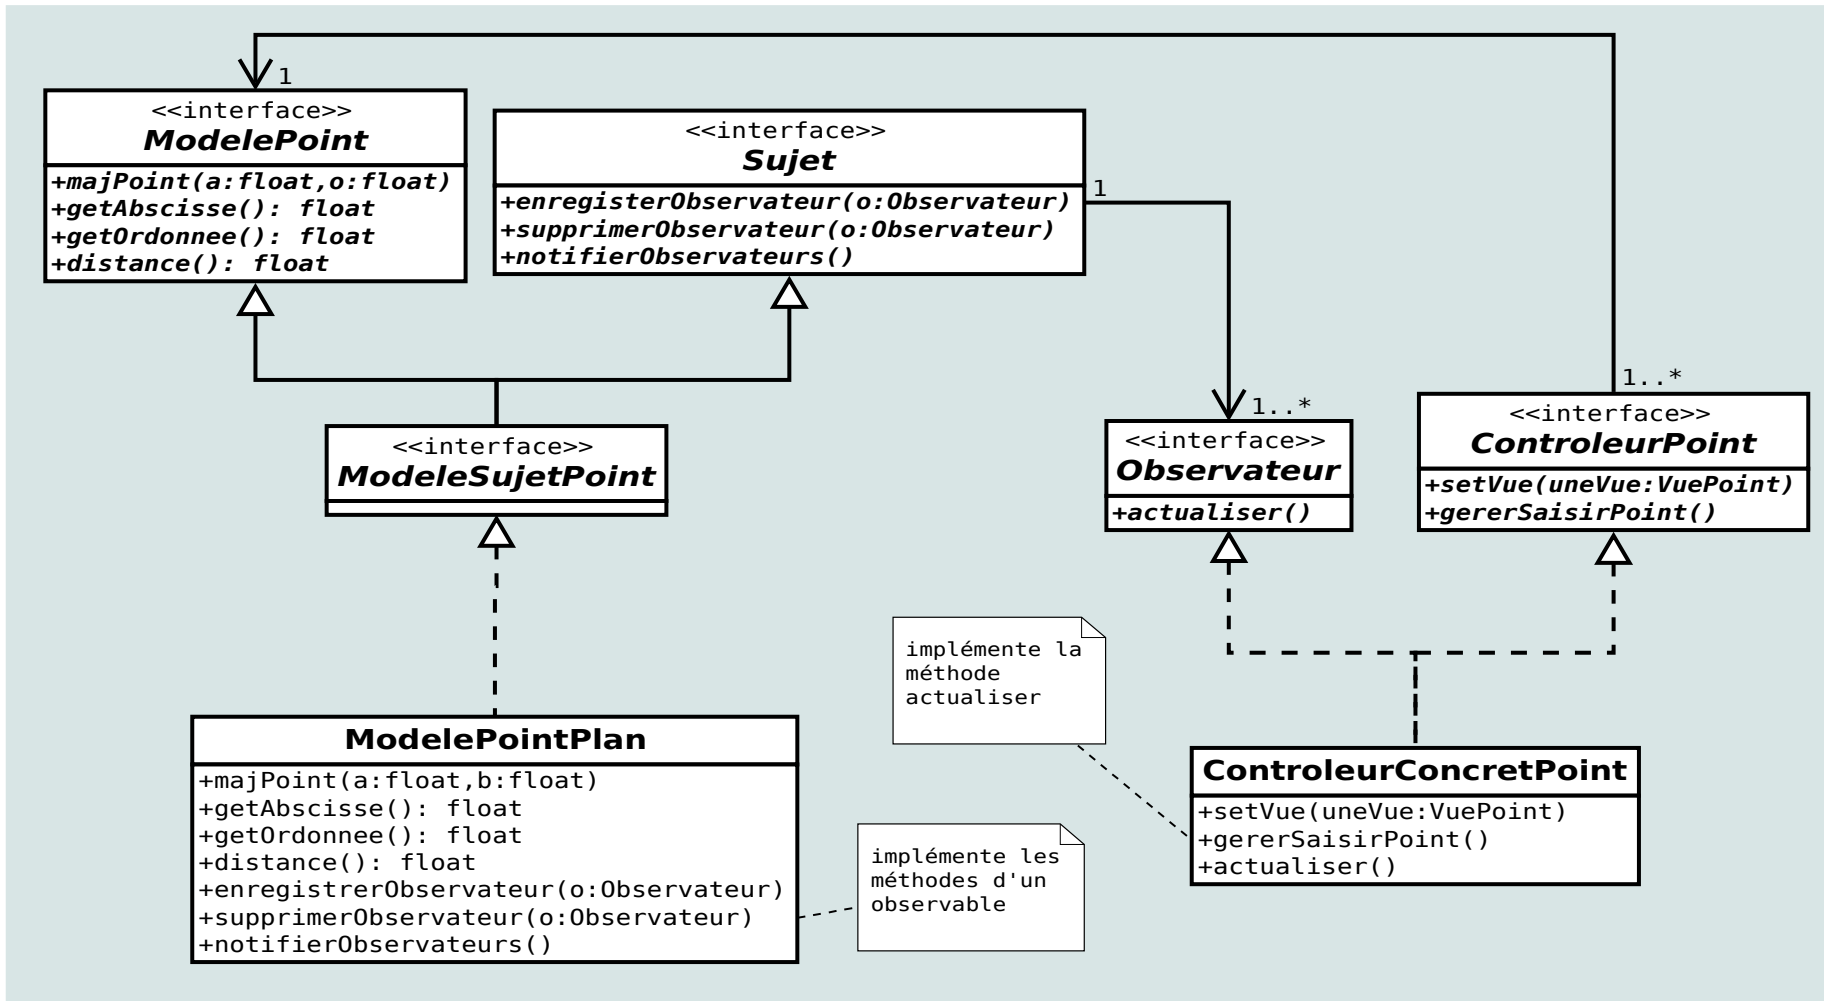 1
<<interface>>
ModelePoint
+majPoint(a:float,o:float)
+getAbscisse(): float
+getOrdonnee(): float
+distance(): float
<<interface>>
Sujet
+enregisterObservateur(o:Observateur)
+supprimerObservateur(o:Observateur)
+notifierObservateurs()
1
1..*
1..*
<<interface>>
ModeleSujetPoint
<<interface>>
Observateur
+actualiser()
<<interface>>
ControleurPoint
+setVue(uneVue:VuePoint)
+gererSaisirPoint()
implémente la
méthode
actualiser
ModelePointPlan
+majPoint(a:float,b:float)
+getAbscisse(): float
+getOrdonnee(): float
+distance(): float
+enregistrerObservateur(o:Observateur)
+supprimerObservateur(o:Observateur)
+notifierObservateurs()
implémente les
méthodes d'un
observable
ControleurConcretPoint
+setVue(uneVue:VuePoint)
+gererSaisirPoint()
+actualiser()